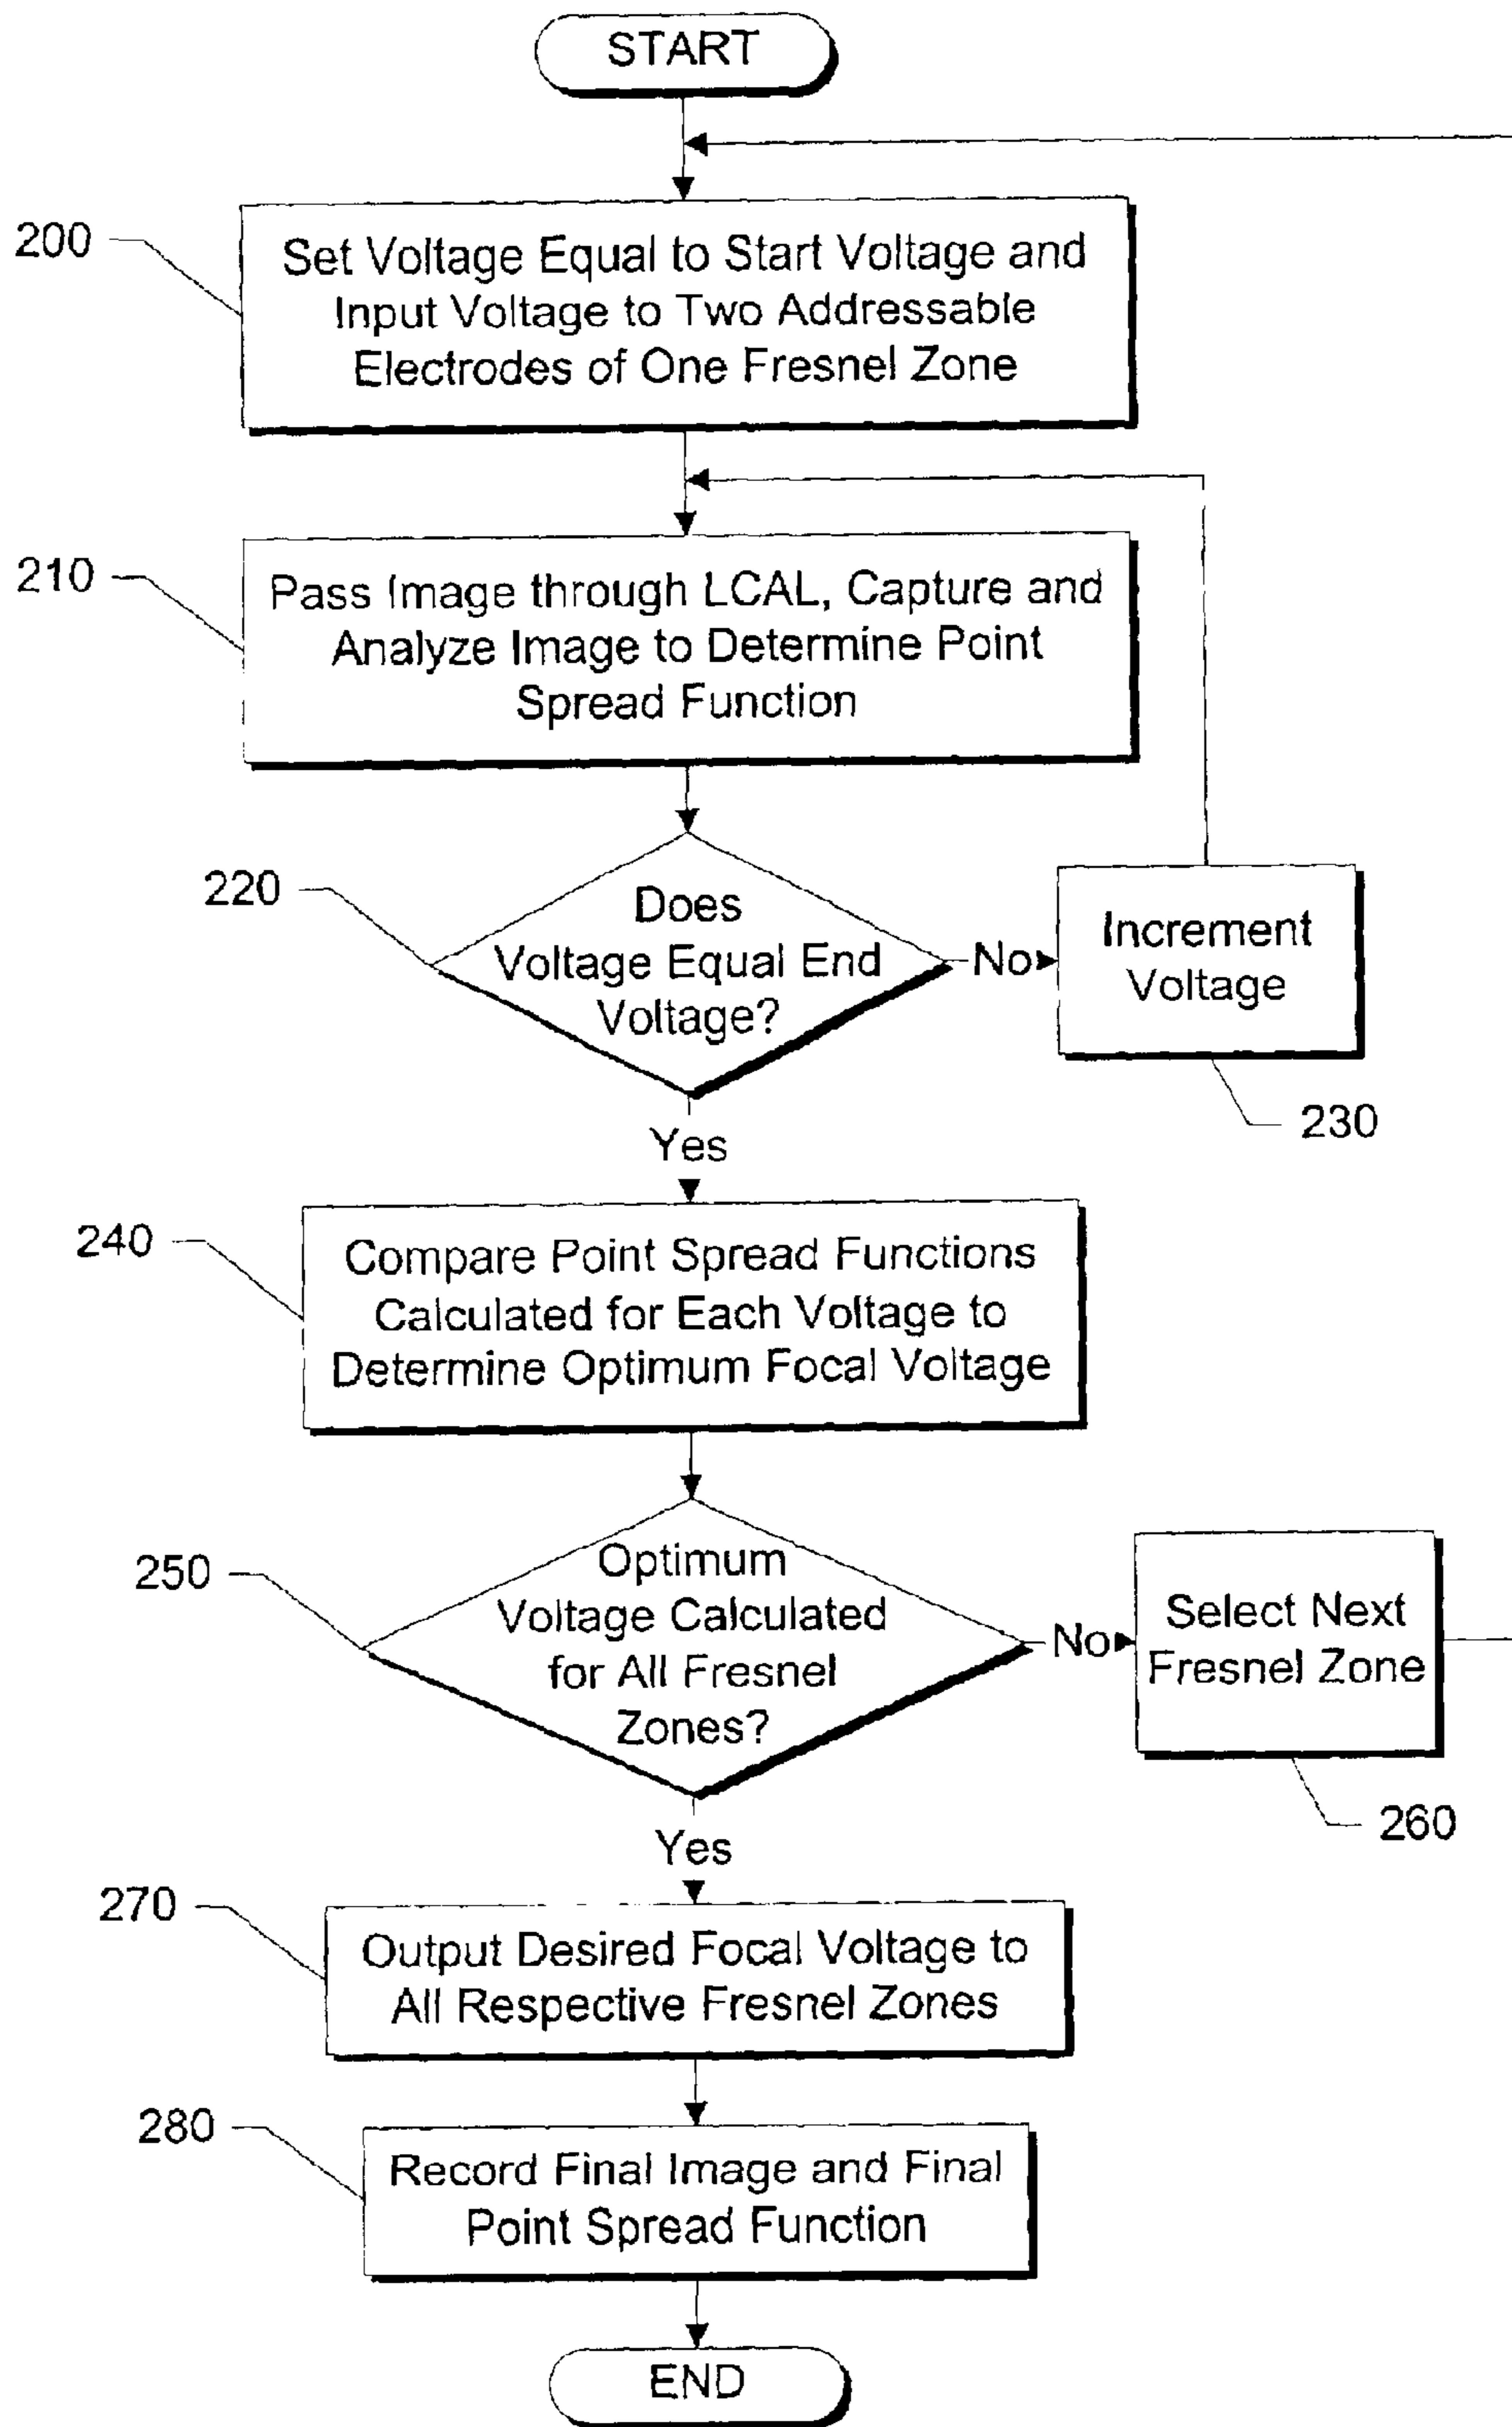 START
200
Set Voltage Equal to Start Voltage and
Input Voltage to Two Addressable
Electrodes of One Fresnel Zone
210
Pass Image through LCAL, Capture and
Analyze Image to Determine Point
Spread Function
220
Does
Voltage Equal End
Voltage?
No
Increment
Voltage
230
Yes
240
Compare Point Spread Functions
Calculated for Each Voltage to
Determine Optimum Focal Voltage
250
Optimum
Voltage Calculated
for All Fresnel
Zones?
No
Select Next
Fresnel Zone
260
Yes
270
Output Desired Focal Voltage to
All Respective Fresnel Zones
280
Record Final Image and Final
Point Spread Function
END